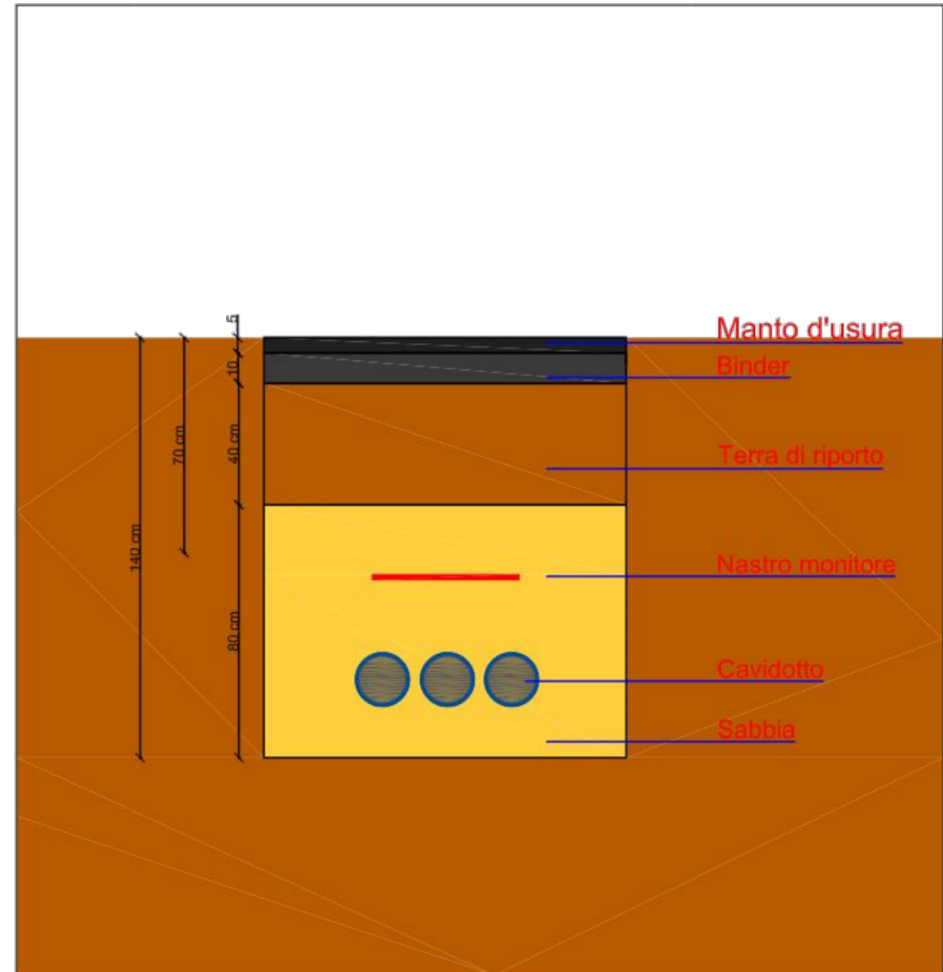 5
Manto d'usura
10
Binder
70 cm
40 cm
Terra di riporto
140 cm
Nastro monitore
80 cm
Cavidotto
Sabbia